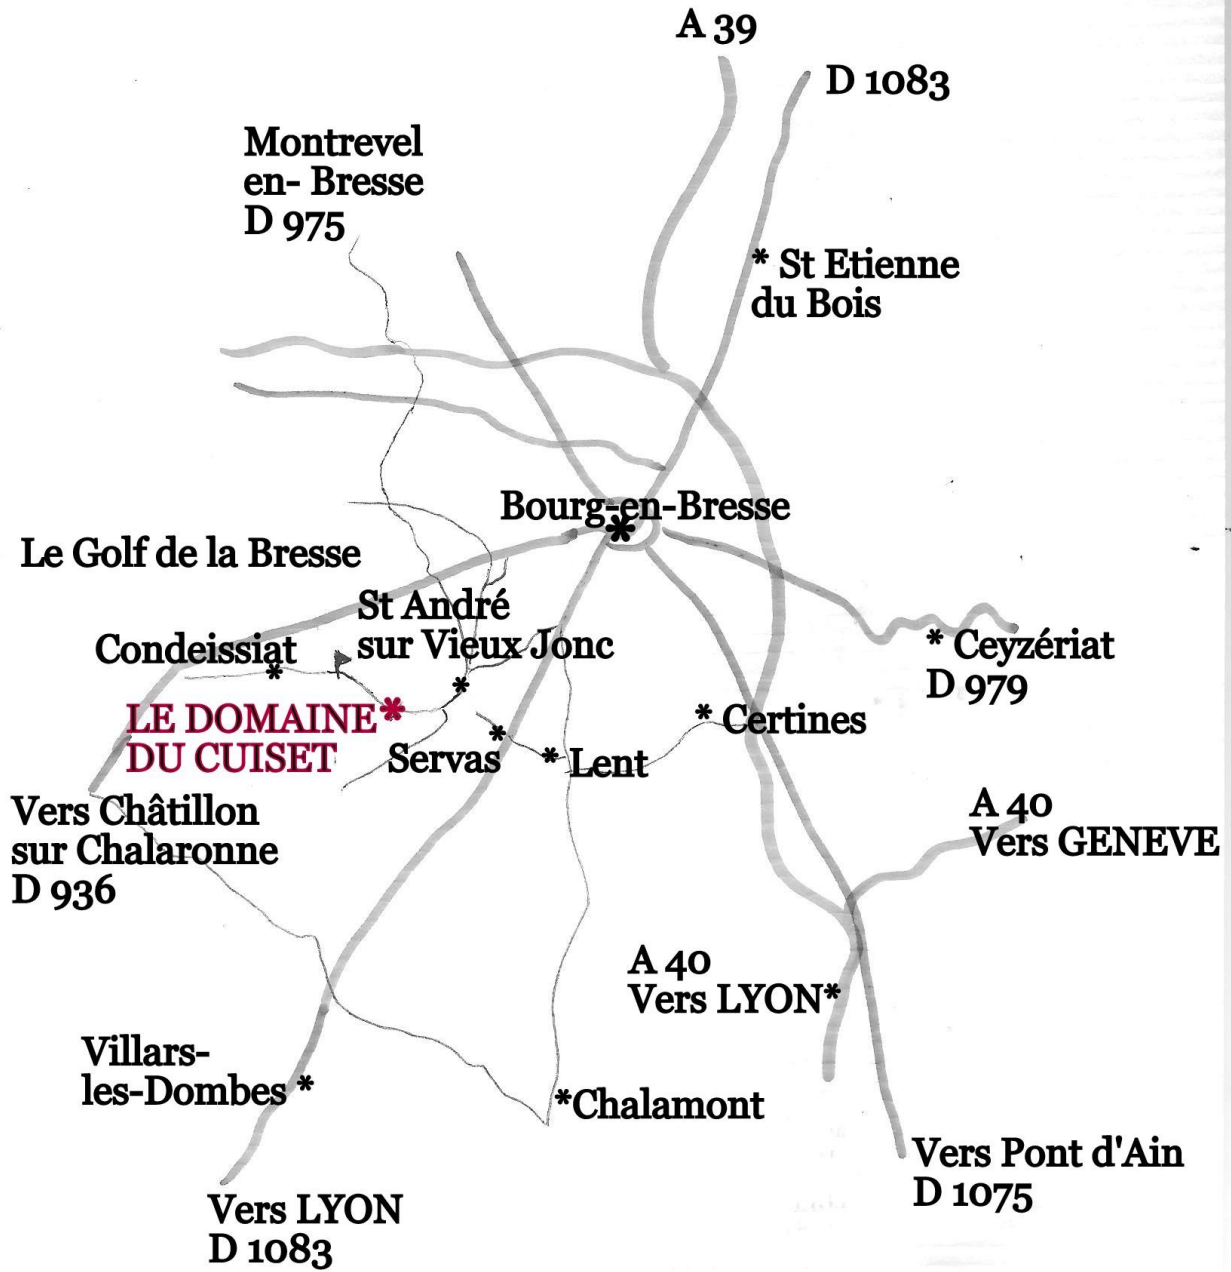 A 39
D 1083
Montrevel
en- Bresse
D 975
* St Etienne
du Bois
Bourg-en-Bresse
*
Le Golf de la Bresse
St André
sur Vieux Jonc
*
Condeissiat
*
* Ceyzériat
D 979
LE DOMAINE *
DU CUISET
* Certines
Servas *
* Lent
Vers Châtillon
sur Chalaronne
D 936
A 40
Vers GENEVE
A 40
Vers LYON*
Villars-
les-Dombes *
*Chalamont
Vers Pont d'Ain
D 1075
Vers LYON
D 1083